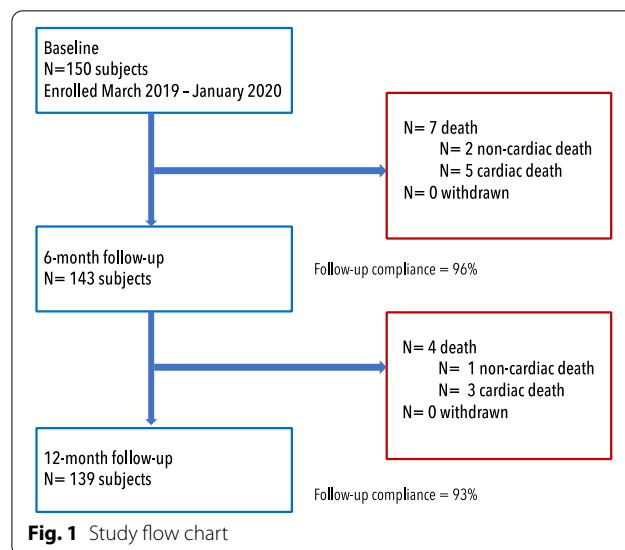 Baseline
N=150 subjects
Enrolled March 2019 – January 2020
N= 7 death
N= 2 non-cardiac death
N= 5 cardiac death
N= 0 withdrawn
6-month follow-up
N= 143 subjects
Follow-up compliance = 96%
N= 4 death
N= 1 non-cardiac death
N= 3 cardiac death
N= 0 withdrawn
12-month follow-up
N= 139 subjects
Follow-up compliance = 93%
Fig. 1 Study flow chart